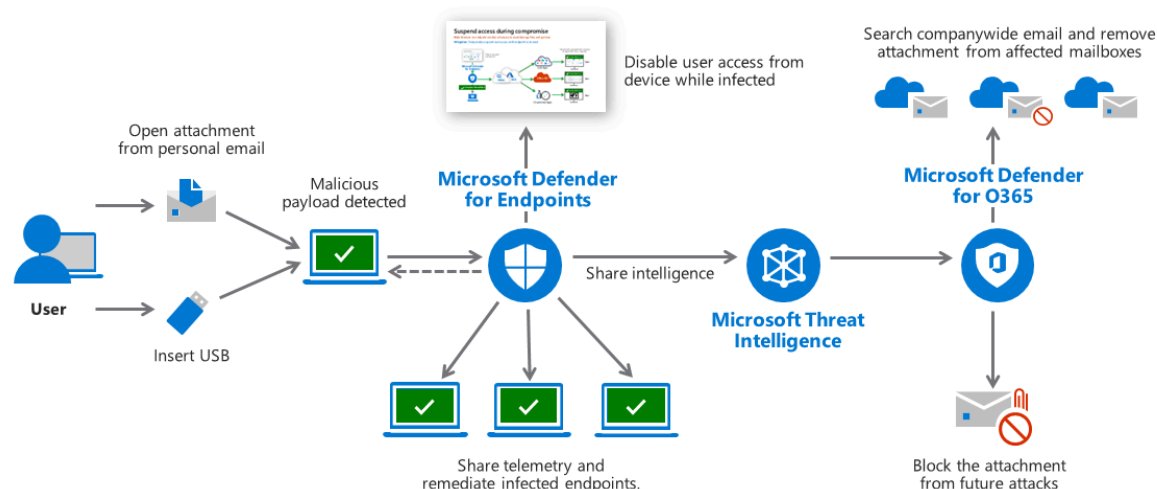 Suspend access during compromise
Disable user access from
device while infected
Search companywide email and remove
attachment from affected mailboxes
Open attachment
from personal email
Malicious
payload detected
Microsoft Defender
for Endpoints
Microsoft Defender
for O365
User
Insert USB
Share intelligence
Microsoft Threat
Intelligence
Share telemetry and
remediate infected endpoints.
Block the attachment
from future attacks